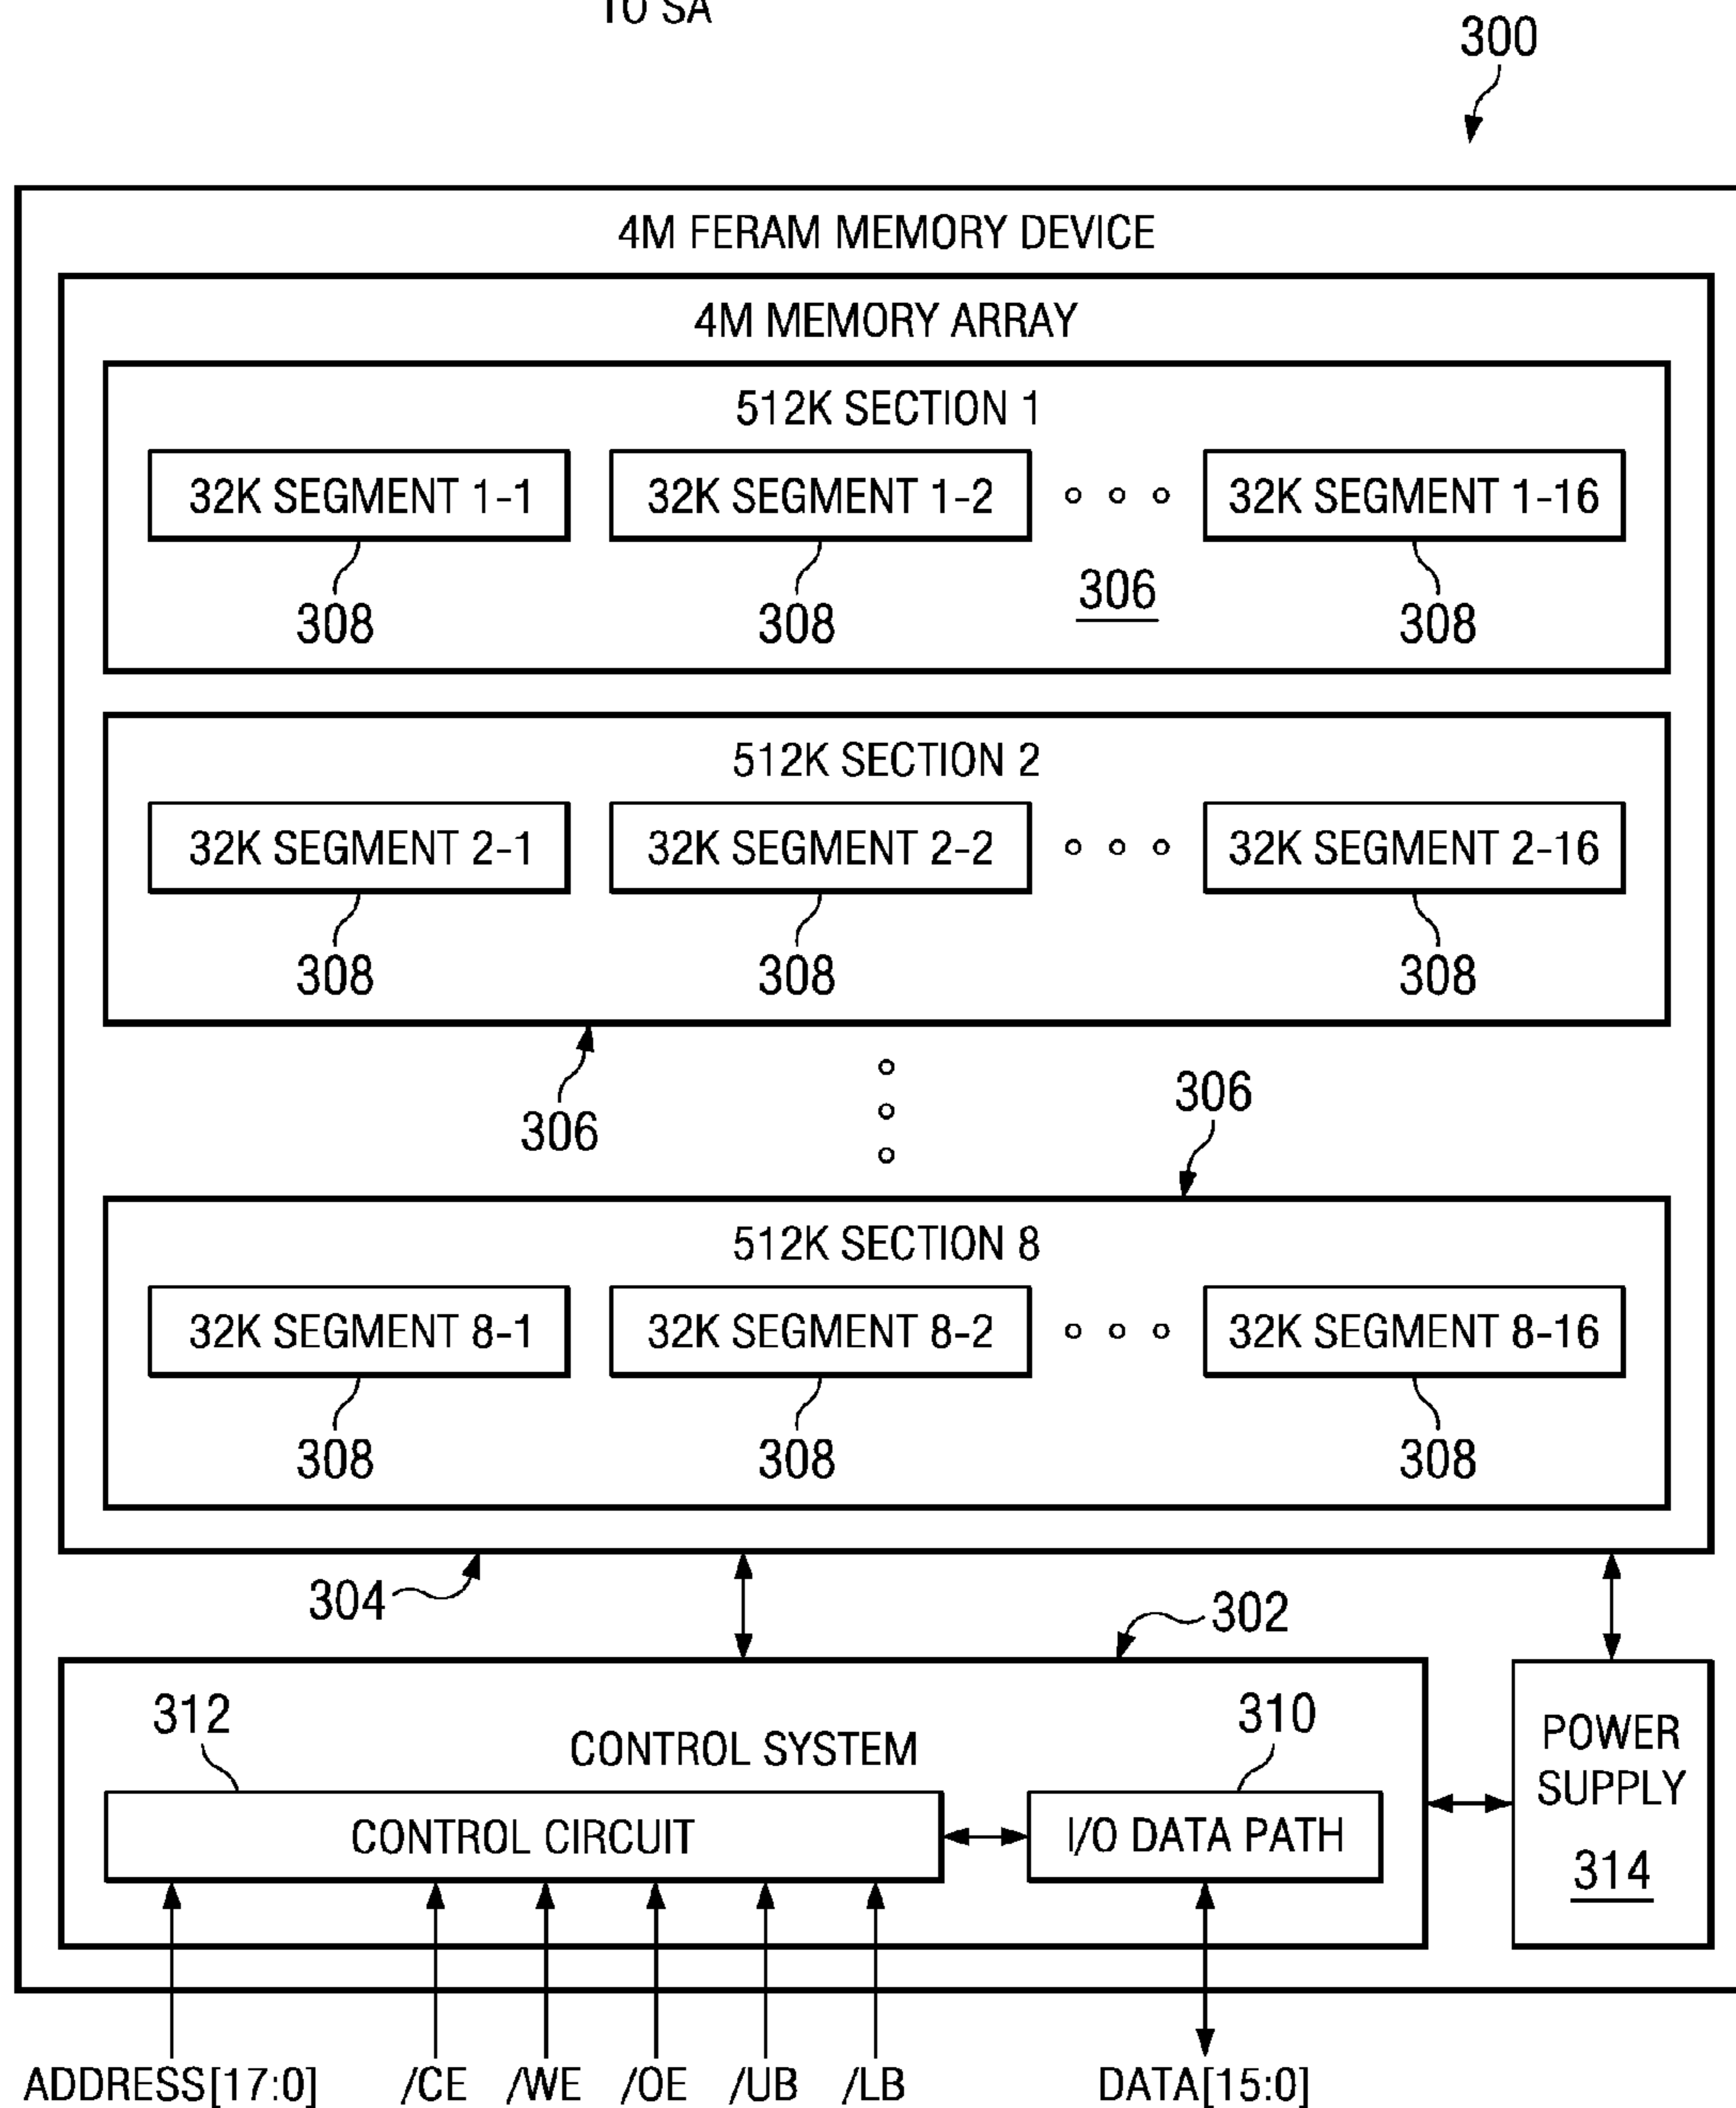 TO SA
300
4M FERAM MEMORY DEVICE
4M MEMORY ARRAY
512K SECTION 1
32K SEGMENT 1-1
32K SEGMENT 1-2
32K SEGMENT 1-16
308
308
306
308
512K SECTION 2
32K SEGMENT 2-1
32K SEGMENT 2-2
32K SEGMENT 2-16
308
308
308
306
306
512K SECTION 8
32K SEGMENT 8-1
32K SEGMENT 8-2
32K SEGMENT 8-16
308
308
308
304
302
312
310
CONTROL SYSTEM
POWER
SUPPLY
314
CONTROL CIRCUIT
I/O DATA PATH
ADDRESS[17:0]
/CE
/WE
/OE
/UB
/LB
DATA[15:0]